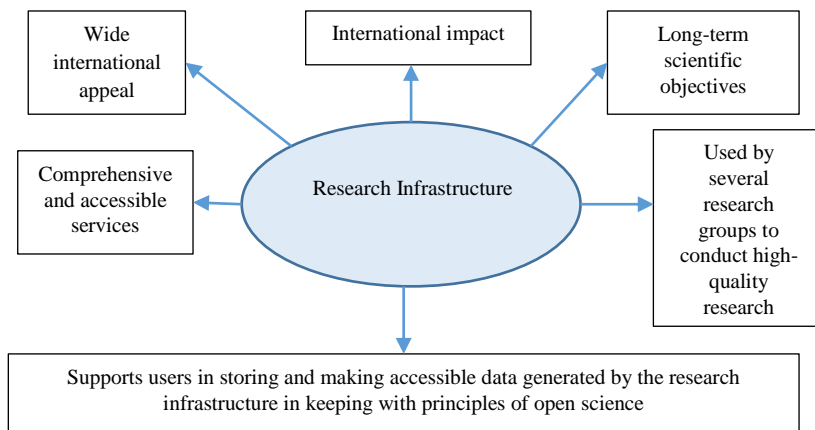 Wide
international
appeal
International impact
Long-term
scientific
objectives
Comprehensive
and accessible
services
Research Infrastructure
Used by
several
research
groups to
conduct high-
quality
research
Supports users in storing and making accessible data generated by the research
infrastructure in keeping with principles of open science